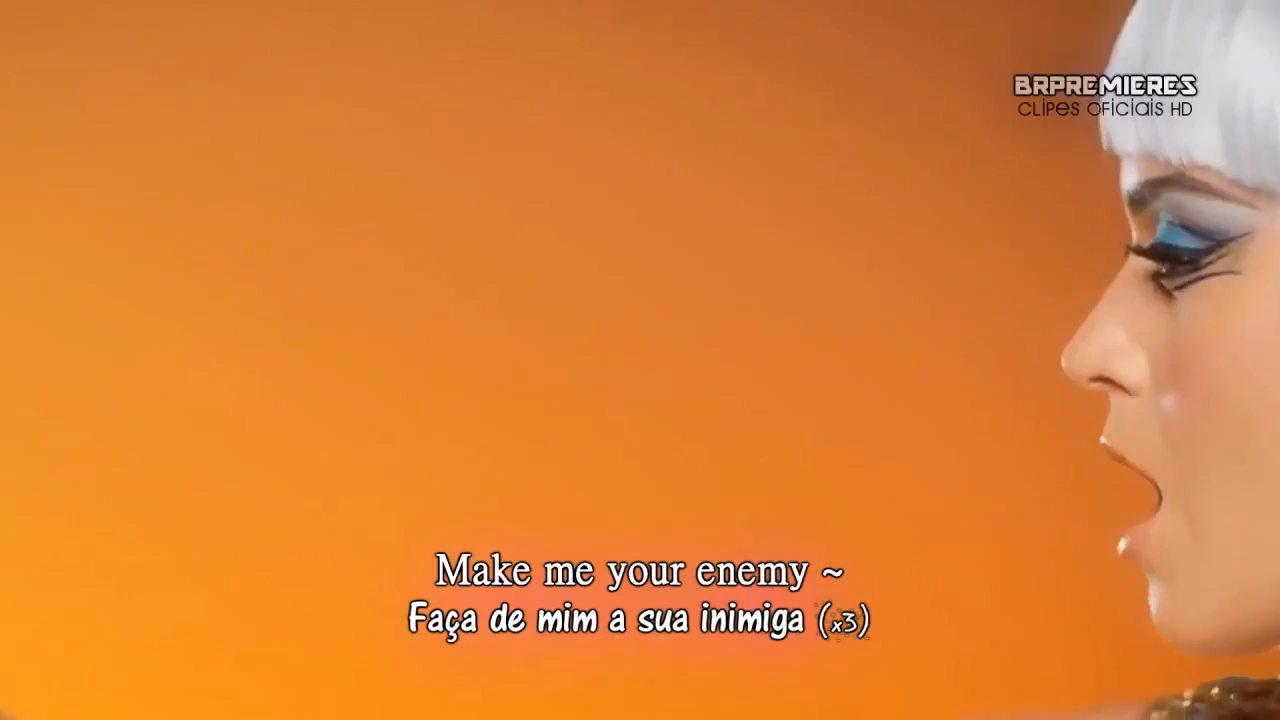 BRPREMIERES
CLIPES OFICIAIS HD
Make me your enemy ~
Faça de mim a sua inimiga (x3)